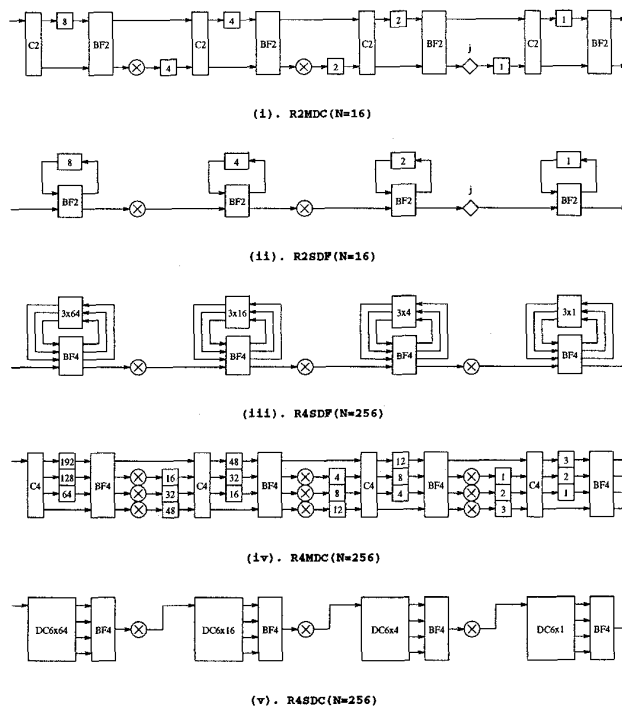 8 4 2 1
C2 BF2 C2 BF2 C2 BF2 j C2 BF2
4 2 1
(i). R2MDC(N=16)
8 4 2 1
BF2 BF2 BF2 j BF2
(ii). R2SDF(N=16)
3x64 3x16 3x4 3x1
BF4 BF4 BF4 BF4
(iii). R4SDF(N=256)
192 48 12 3
C4 128 BF4 16 C4 32 BF4 4 C4 8 BF4 1 C4 2 BF4
64 32 16 8 4 2 1
48 12 3
(iv). R4MDC(N=256)
DC6x64 BF4 DC6x16 BF4 DC6x4 BF4 DC6x1 BF4
(v). R4SDC(N=256)